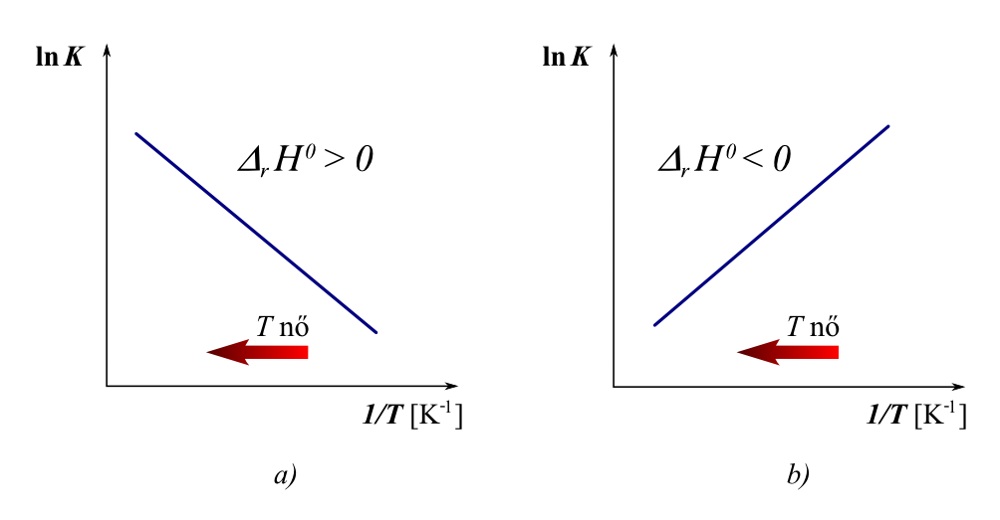 ln K
Δr H⁰ > 0
T nő
1/T [K⁻¹]
a)
ln K
Δr H⁰ < 0
T nő
1/T [K⁻¹]
b)